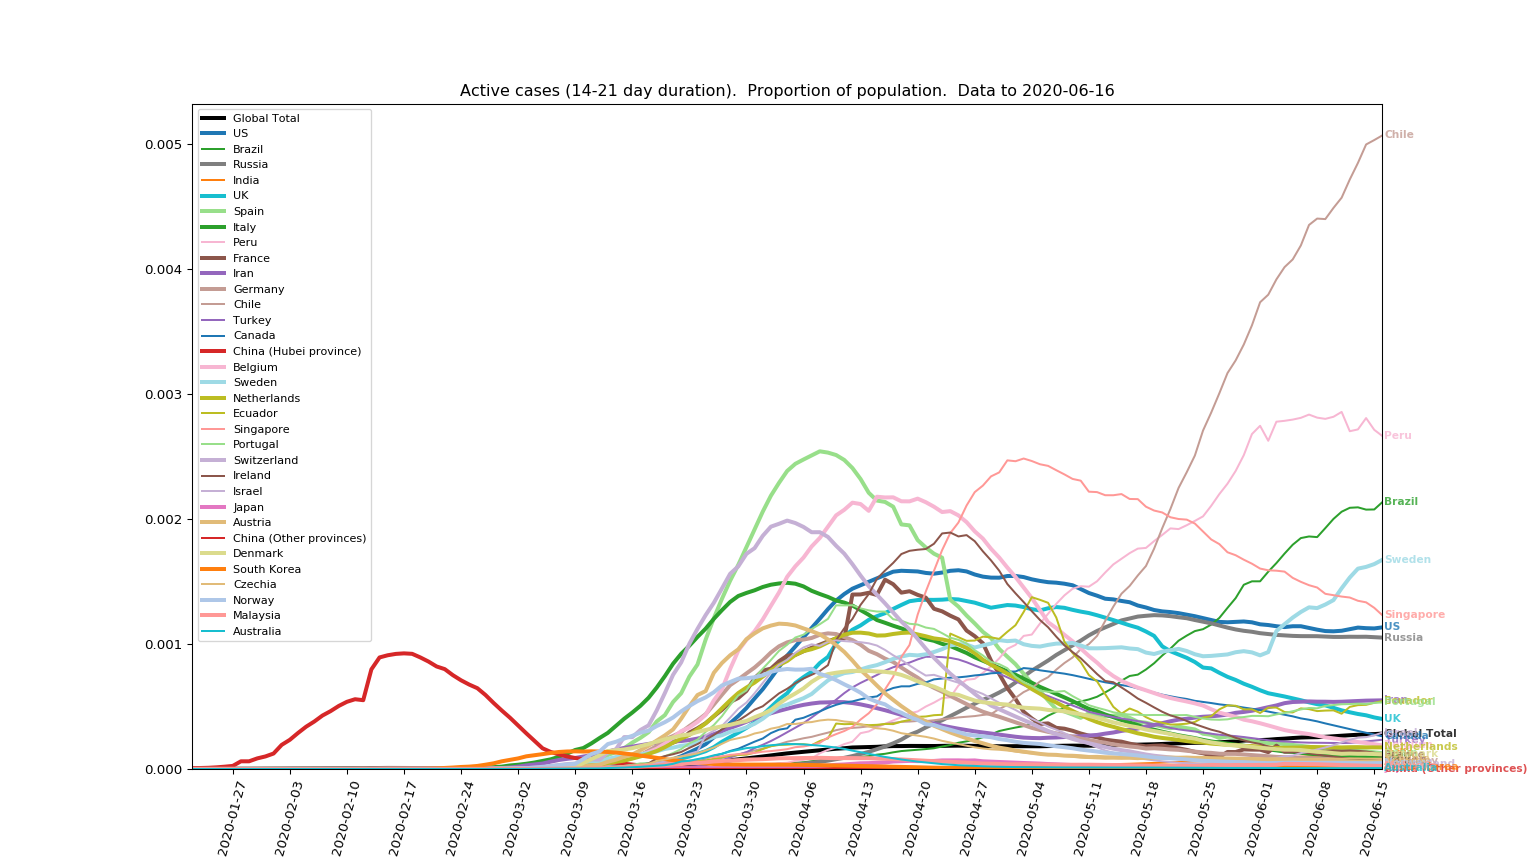 Active cases (14-21 day duration).  Proportion of population.  Data to 2020-06-16
Global Total
US
Brazil
Russia
India
UK
Spain
Italy
Peru
France
Iran
Germany
Chile
Turkey
Canada
China (Hubei province)
Belgium
Sweden
Netherlands
Ecuador
Singapore
Portugal
Switzerland
Ireland
Israel
Japan
Austria
China (Other provinces)
Denmark
South Korea
Czechia
Norway
Malaysia
Australia
0.005
0.004
0.003
0.002
0.001
0.000
Chile
Peru
Brazil
Sweden
Singapore
US
Russia
Portugal
UK
Global Total
Netherlands
China (Other provinces)
2020-01-27
2020-02-03
2020-02-10
2020-02-17
2020-02-24
2020-03-02
2020-03-09
2020-03-16
2020-03-23
2020-03-30
2020-04-06
2020-04-13
2020-04-20
2020-04-27
2020-05-04
2020-05-11
2020-05-18
2020-05-25
2020-06-01
2020-06-08
2020-06-15